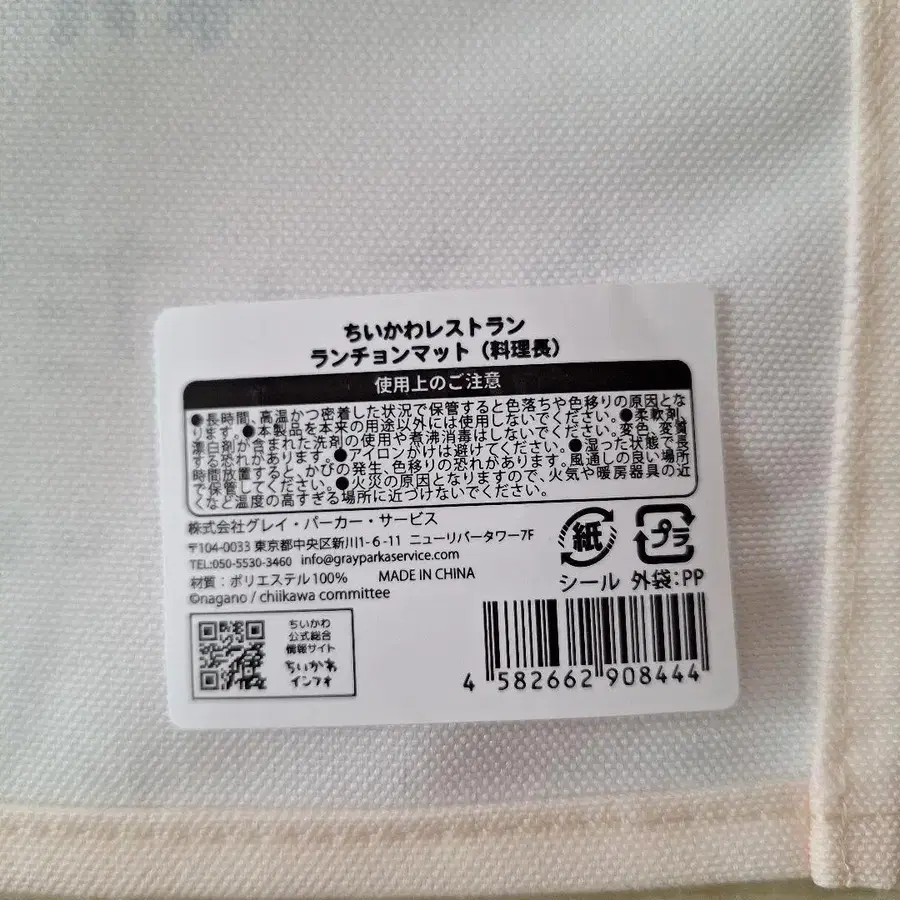 ちいかわレストラン
ランチョンマット（料理長）
使用上のご注意
●長時間、高温かつ密着した状況で保管すると色落ちや色移りの原因とな
ります。●本製品を本来の用途以外には使用しないでください。●柔軟剤、
漂白剤が含まれた洗剤の使用や煮沸消毒はしないでください。変色、変質
する恐れがあります。●アイロンがけは避けてください。●湿った状態で長
時間放置すると、かびの発生、色移りの恐れがあります。風通しの良い場所
で保管してください。●火災の原因となりますので、火気や暖房器具の近
くなど温度の高すぎる場所に近づけないでください。
株式会社グレイ・パーカー・サービス
〒104-0033 東京都中央区新川1-6-11 ニューリバータワー7F
TEL:050-5530-3460 info@grayparkaservice.com
材質：ポリエステル100% MADE IN CHINA
©nagano / chiikawa committee
紙
プラ
シール 外袋:PP
ちいかわ
公式総合
情報サイト
ちいかわ
インフォ
4 582662 908444